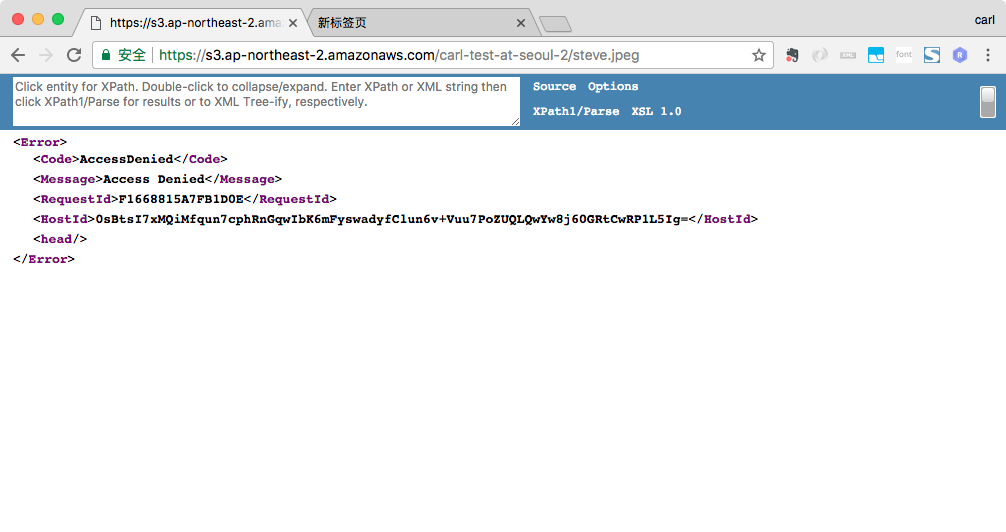 https://s3.ap-northeast-2.ama
新标签页
carl
安全
https://s3.ap-northeast-2.amazonaws.com/carl-test-at-seoul-2/steve.jpeg
XML
font
S
R
Click entity for XPath. Double-click to collapse/expand. Enter XPath or XML string then
click XPath1/Parse for results or to XML Tree-ify, respectively.
Source Options
XPath1/Parse XSL 1.0
<Error>
<Code>AccessDenied</Code>
<Message>Access Denied</Message>
<RequestId>F1668815A7FB1D0E</RequestId>
<HostId>0sBtsI7xMQiMfqun7cphRnGqwIbK6mFyswadyfClun6v+Vuu7PoZUQLQwYw8j6OGRtCwRP1L5Ig=</HostId>
<head/>
</Error>